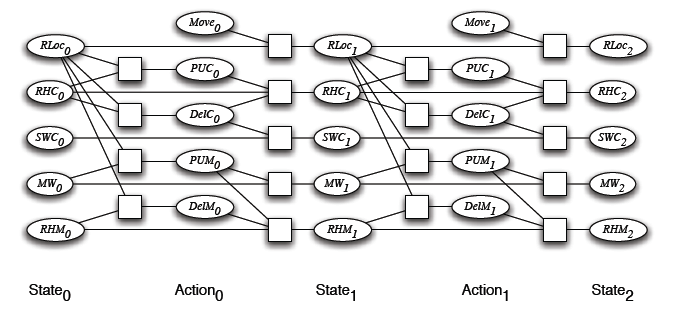 Move0 Move1
RLoc0 RLoc1 RLoc2
PUC0 PUC1
RHC0 RHC1 RHC2
DelC0 DelC1
SWC0 SWC1 SWC2
PUM0 PUM1
MW0 MW1 MW2
DelM0 DelM1
RHM0 RHM1 RHM2
State0 Action0 State1 Action1 State2